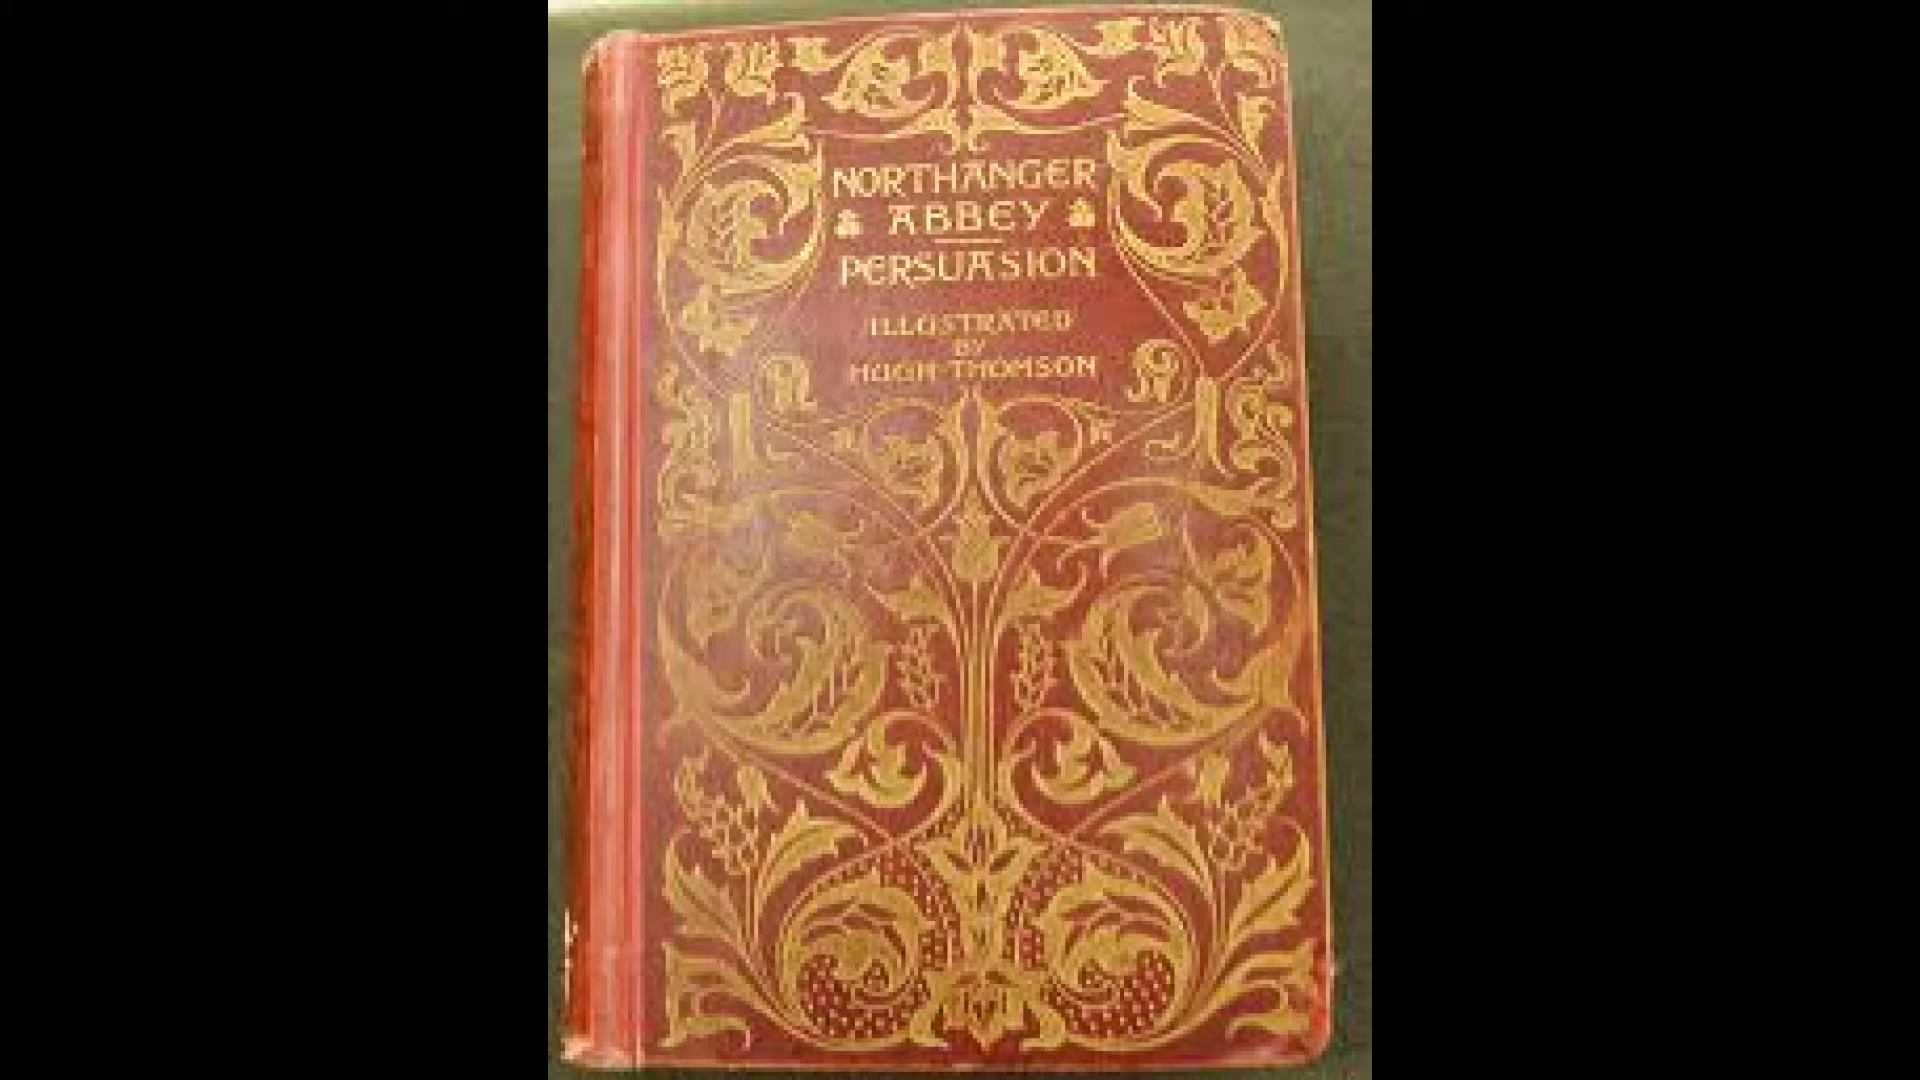 NORTHANGER
ABBEY
PERSUASION
ILLUSTRATED
BY
HUGH THOMSON